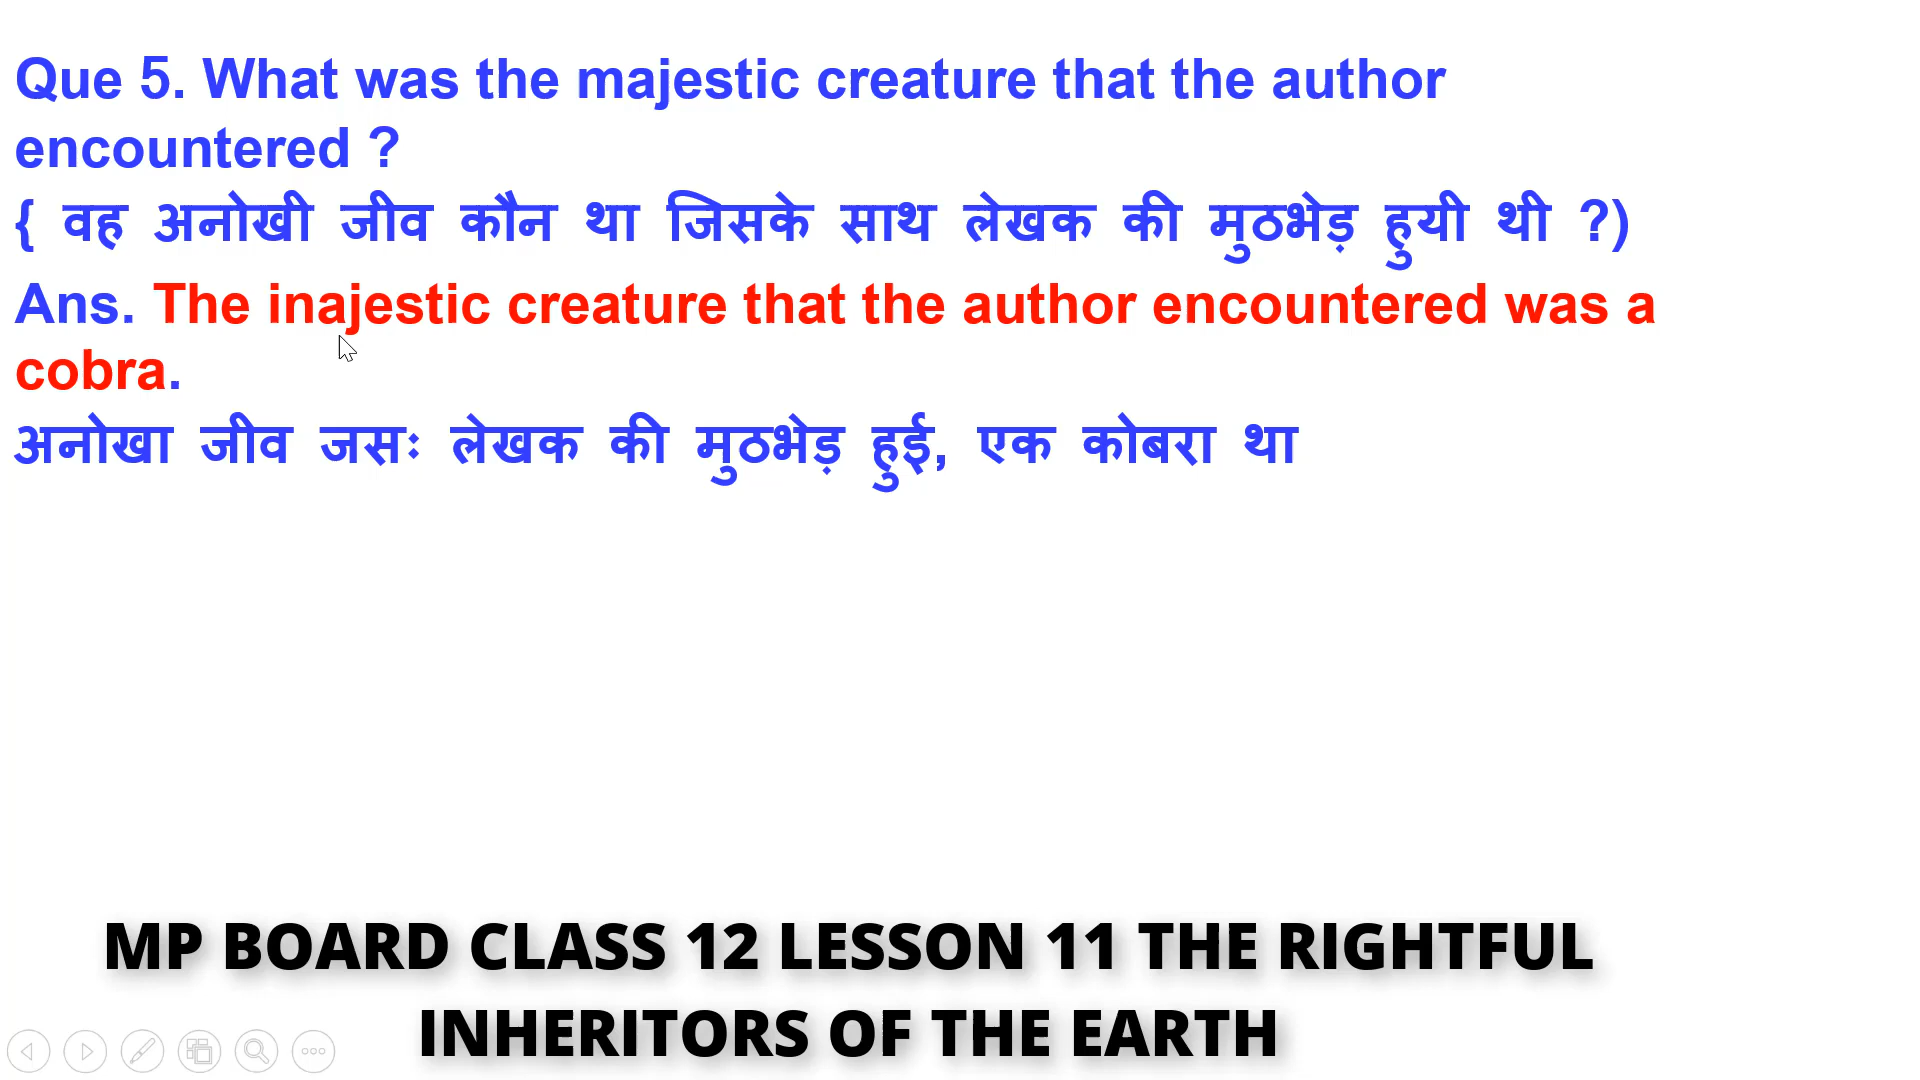 Que 5. What was the majestic creature that the author
encountered ?
{ वह अनोखी जीव कौन था जिसके साथ लेखक की मुठभेड़ हुयी थी ?)
Ans. The inajestic creature that the author encountered was a
cobra.
अनोखा जीव जसः लेखक की मुठभेड़ हुई, एक कोबरा था
MP BOARD CLASS 12 LESSON 11 THE RIGHTFUL
INHERITORS OF THE EARTH